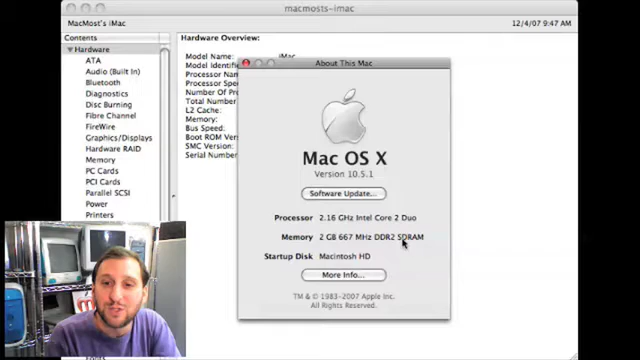 macmosts-imac
MacMost's iMac
12/4/07 9:47 AM
Contents
Hardware
ATA
Audio (Built In)
Bluetooth
Diagnostics
Disc Burning
Fibre Channel
FireWire
Graphics/Displays
Hardware RAID
Memory
PC Cards
PCI Cards
Parallel SCSI
Power
Printers
Fonts
Hardware Overview:
Model Name: iMac
Model Identifi
Processor Nam
Processor Spe
Number Of Pro
Total Number
L2 Cache:
Memory:
Bus Speed:
Boot ROM Ver
SMC Version:
Serial Number
About This Mac
Mac OS X
Version 10.5.1
Software Update...
Processor 2.16 GHz Intel Core 2 Duo
Memory 2 GB 667 MHz DDR2 SDRAM
Startup Disk Macintosh HD
More Info...
TM & © 1983-2007 Apple Inc.
All Rights Reserved.